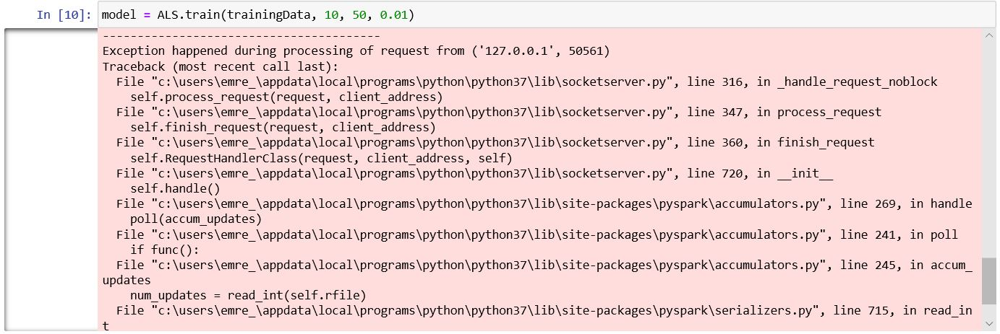 In [10]: model = ALS.train(trainingData, 10, 50, 0.01)
----------------------------------------
Exception happened during processing of request from ('127.0.0.1', 50561)
Traceback (most recent call last):
  File "c:\users\emre_\appdata\local\programs\python\python37\lib\socketserver.py", line 316, in _handle_request_noblock
    self.process_request(request, client_address)
  File "c:\users\emre_\appdata\local\programs\python\python37\lib\socketserver.py", line 347, in process_request
    self.finish_request(request, client_address)
  File "c:\users\emre_\appdata\local\programs\python\python37\lib\socketserver.py", line 360, in finish_request
    self.RequestHandlerClass(request, client_address, self)
  File "c:\users\emre_\appdata\local\programs\python\python37\lib\socketserver.py", line 720, in __init__
    self.handle()
  File "c:\users\emre_\appdata\local\programs\python\python37\lib\site-packages\pyspark\accumulators.py", line 269, in handle
    poll(accum_updates)
  File "c:\users\emre_\appdata\local\programs\python\python37\lib\site-packages\pyspark\accumulators.py", line 241, in poll
    if func():
  File "c:\users\emre_\appdata\local\programs\python\python37\lib\site-packages\pyspark\accumulators.py", line 245, in accum_
updates
    num_updates = read_int(self.rfile)
  File "c:\users\emre_\appdata\local\programs\python\python37\lib\site-packages\pyspark\serializers.py", line 715, in read_in
t